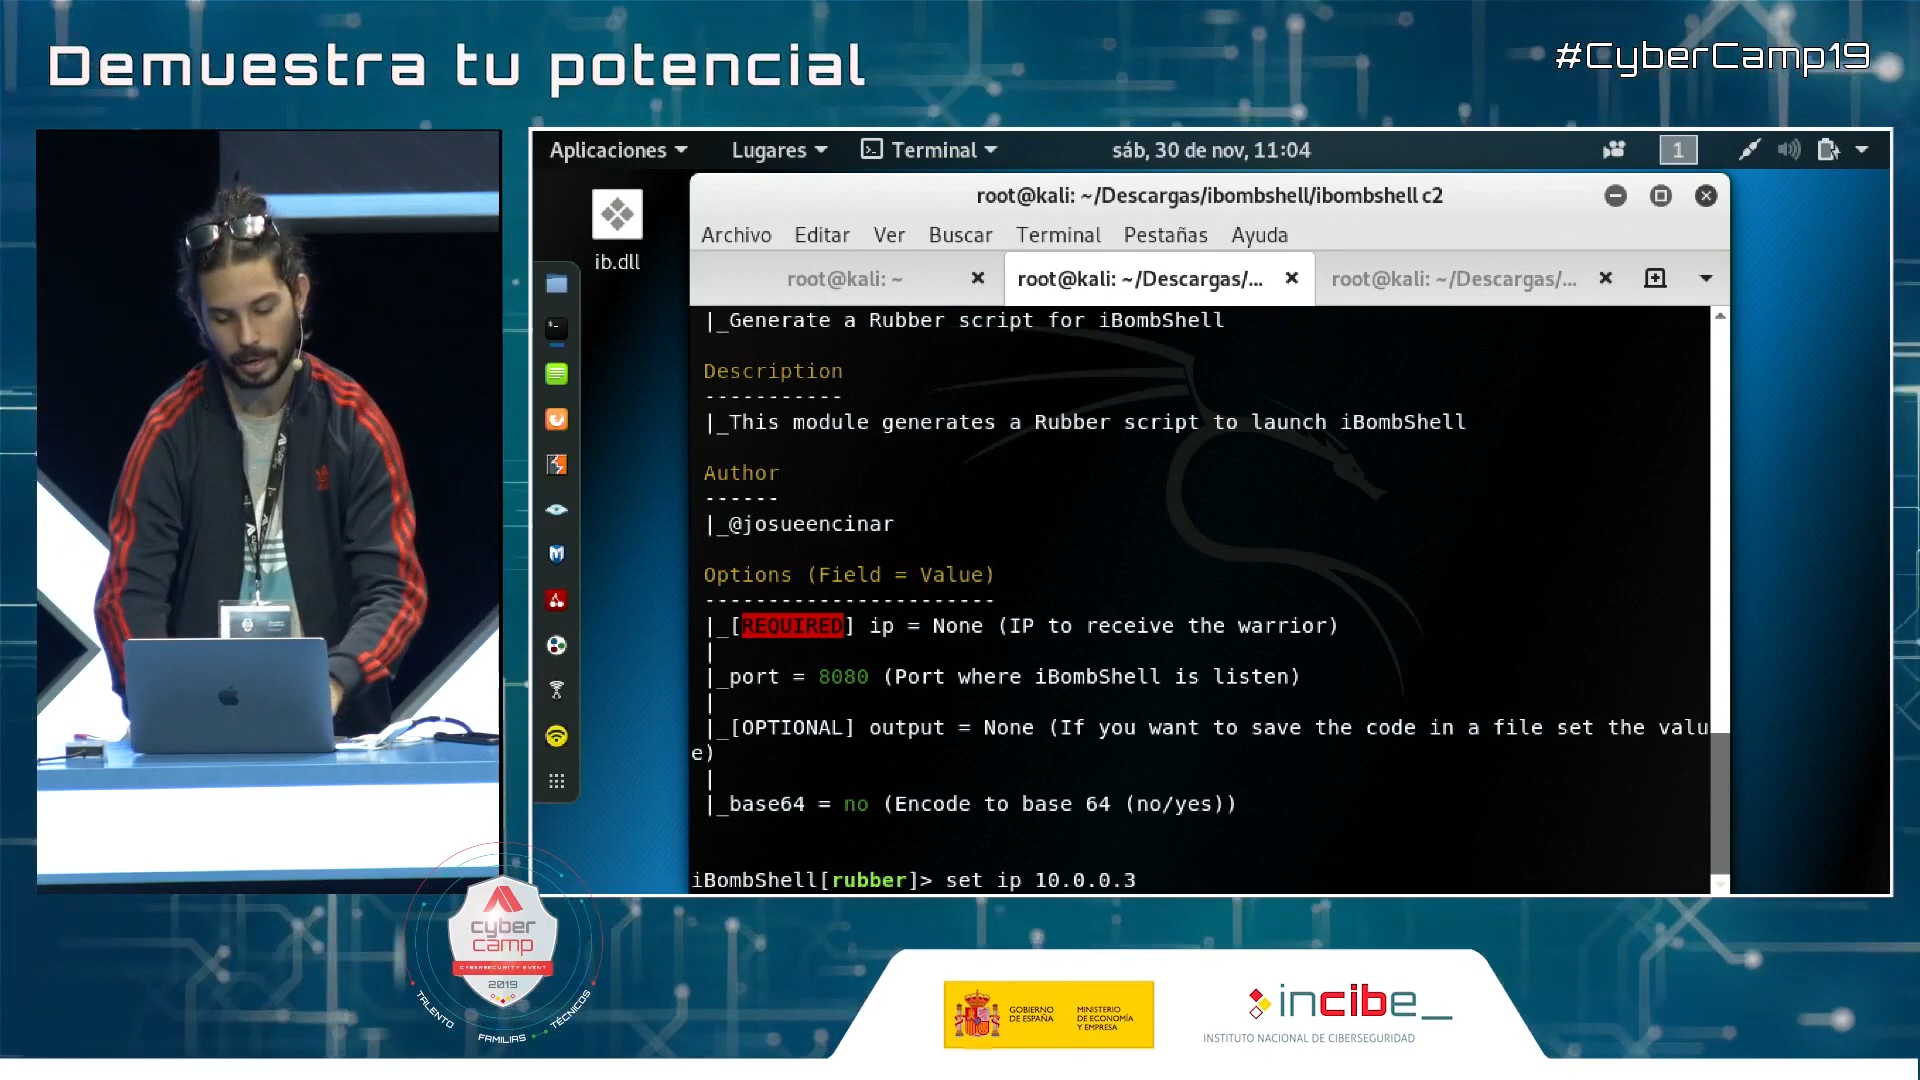 Demuestra tu potencial
#CyberCamp19
Aplicaciones
Lugares
Terminal
sáb, 30 de nov, 11:04
1
ib.dll
root@kali: ~/Descargas/ibombshell/ibombshell c2
Archivo Editar Ver Buscar Terminal Pestañas Ayuda
root@kali: ~
root@kali: ~/Descargas/...
root@kali: ~/Descargas/...
|_Generate a Rubber script for iBombShell
Description
-----------
|_This module generates a Rubber script to launch iBombShell
Author
------
|_@josueencinar
Options (Field = Value)
-----------------------
|_[REQUIRED] ip = None (IP to receive the warrior)
|
|_port = 8080 (Port where iBombShell is listen)
|
|_[OPTIONAL] output = None (If you want to save the code in a file set the valu
e)
|
|_base64 = no (Encode to base 64 (no/yes))
iBombShell[rubber]> set ip 10.0.0.3
cyber
camp
CYBERSECURITY EVENT
2019
TALENTO
FAMILIAS
TÉCNICOS
GOBIERNO
DE ESPAÑA
MINISTERIO
DE ECONOMÍA
Y EMPRESA
incibe_
INSTITUTO NACIONAL DE CIBERSEGURIDAD